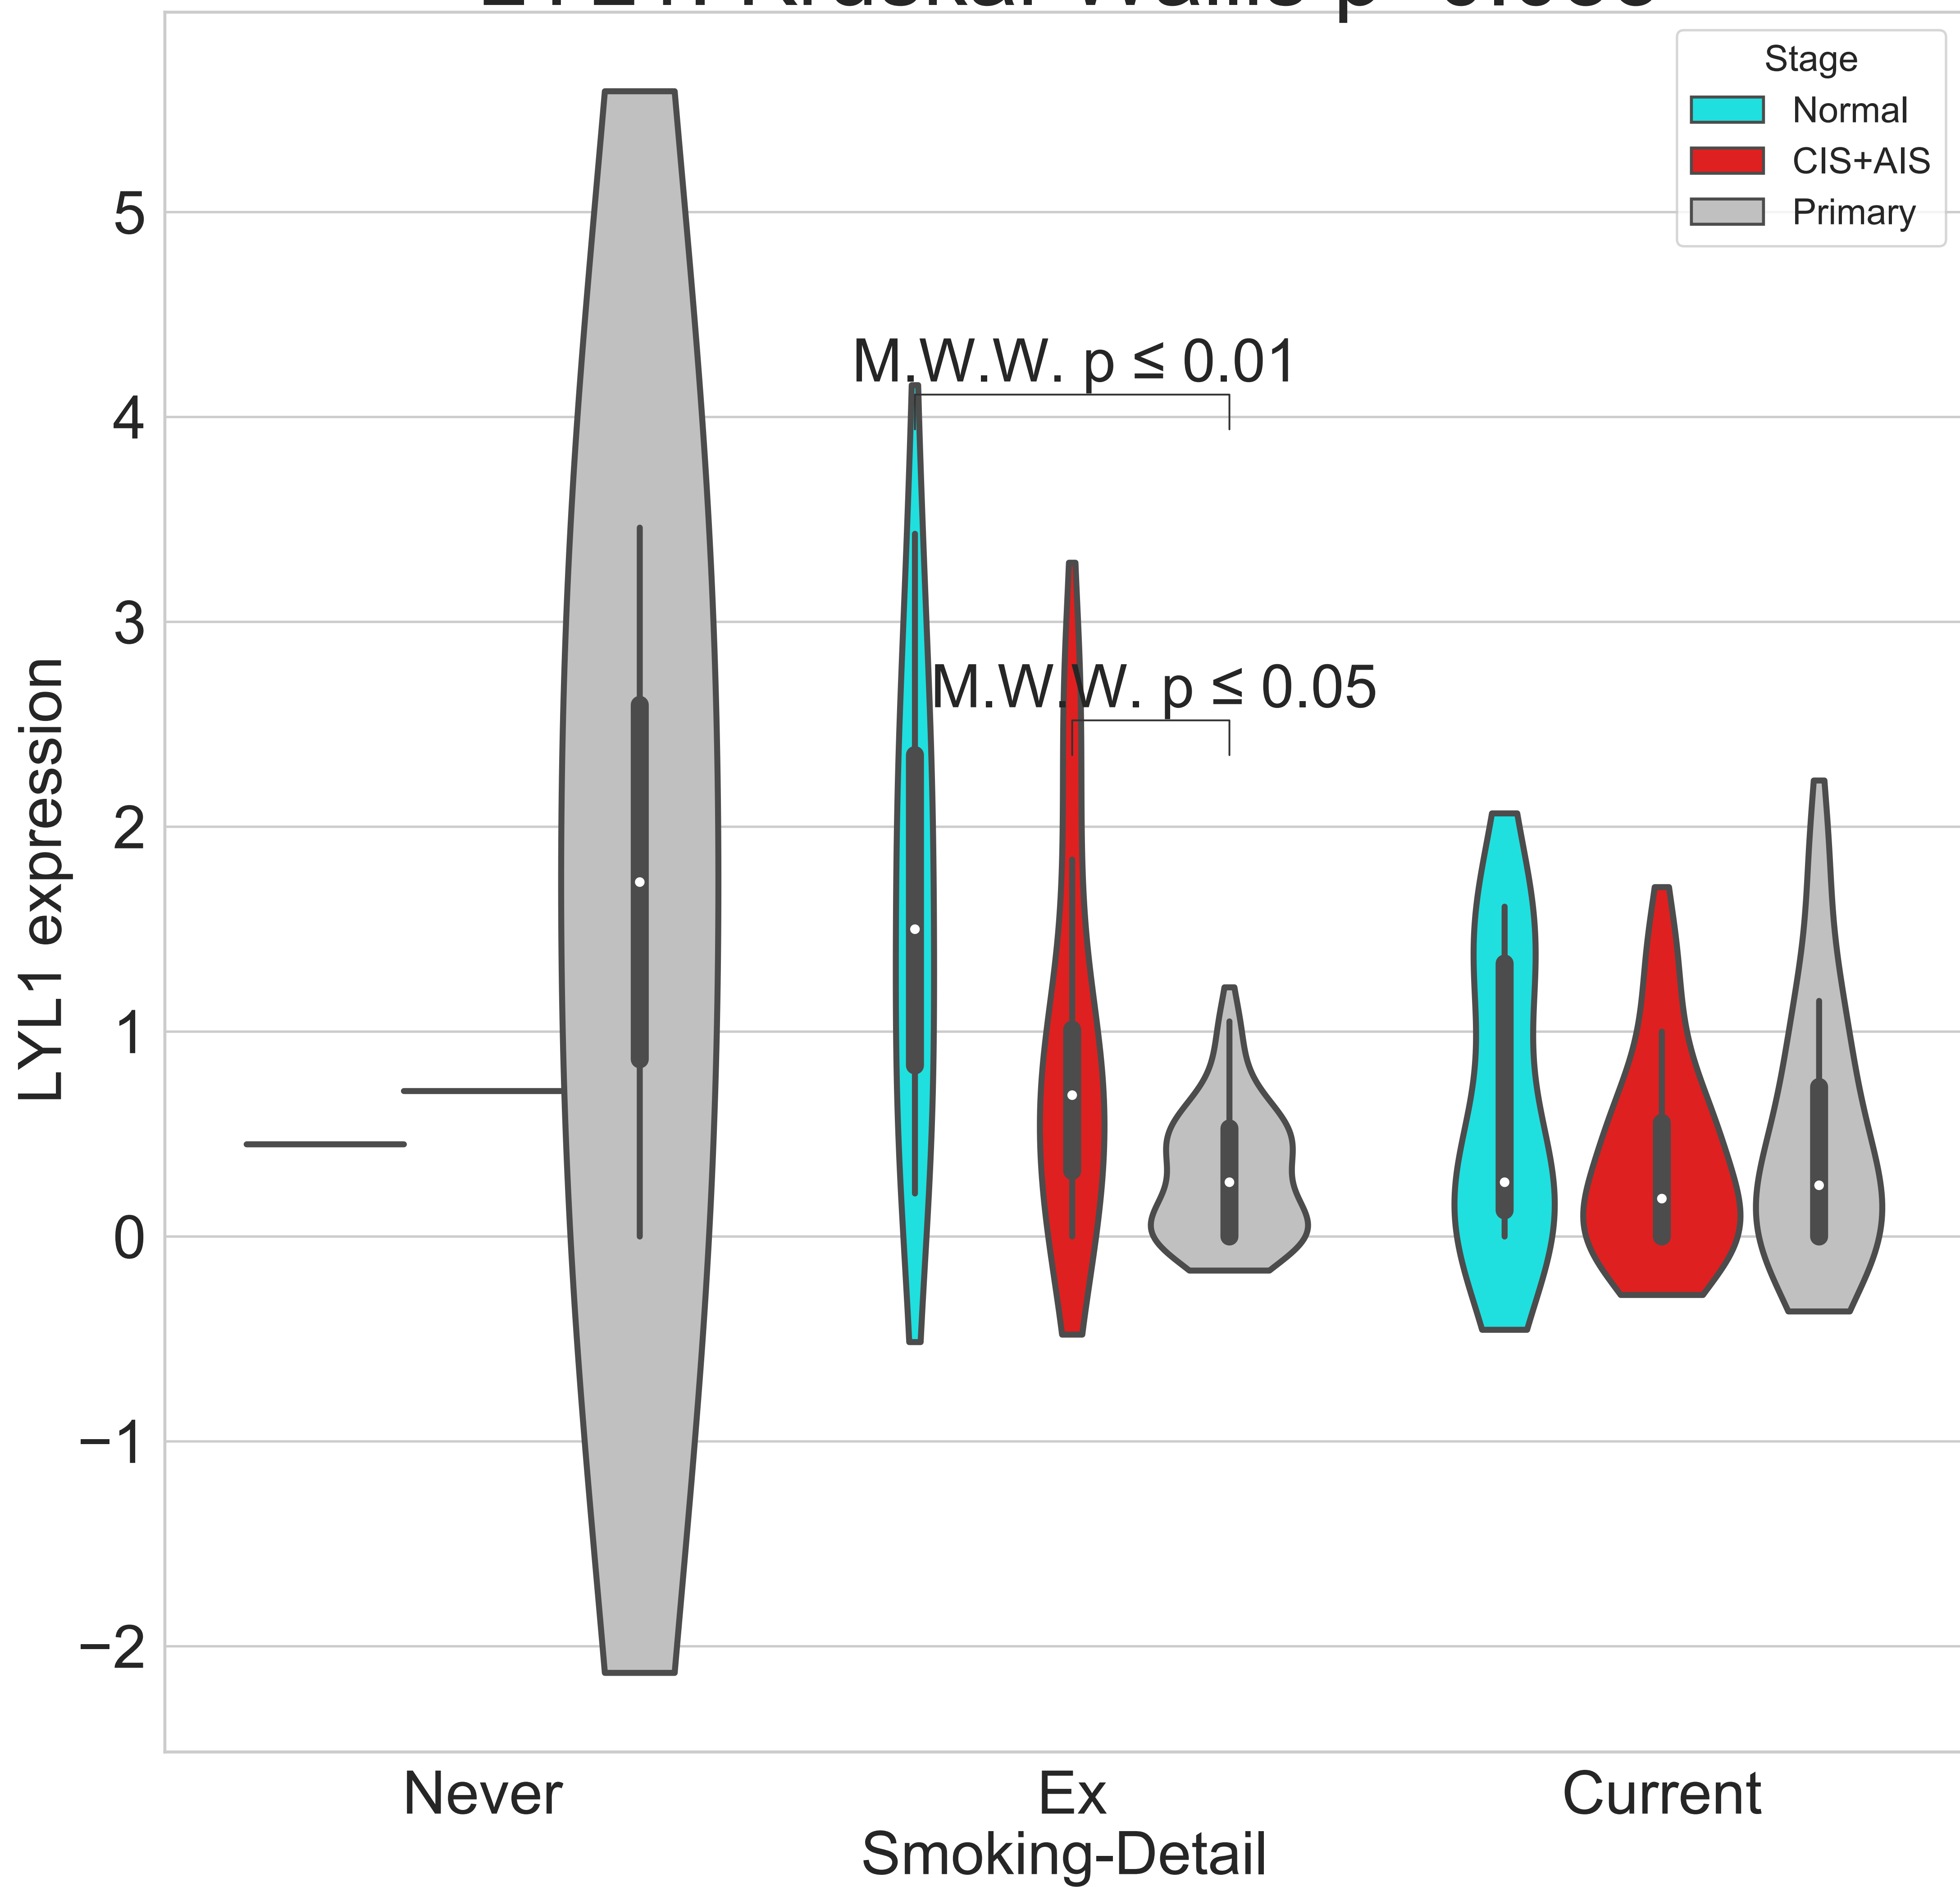 Stage
Normal
CIS+AIS
Primary
5
4
3
2
1
0
−1
−2
LYL1 expression
M.W.W. p ≤ 0.01
M.W.W. p ≤ 0.05
Never
Ex
Current
Smoking-Detail